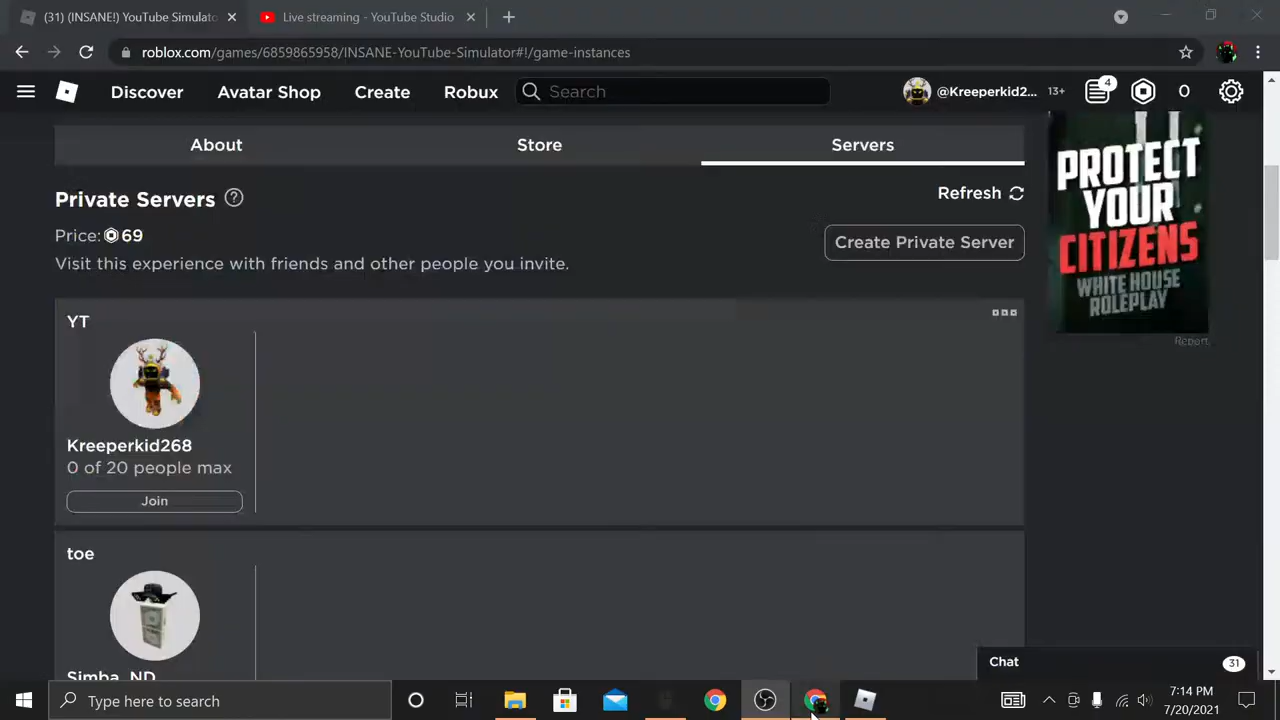 (31) (INSANE!) YouTube Simulato
Live streaming - YouTube Studio
roblox.com/games/6859865958/INSANE-YouTube-Simulator#!/game-instances
Discover
Avatar Shop
Create
Robux
Search
@Kreeperkid2...
13+
4
0
About
Store
Servers
Private Servers
Refresh
Price: 69
Create Private Server
Visit this experience with friends and other people you invite.
PROTECT
YOUR
CITIZENS
WHITE HOUSE
ROLEPLAY
Report
YT
Kreeperkid268
0 of 20 people max
Join
toe
Simba_ND
Chat
31
Type here to search
7:14 PM
7/20/2021